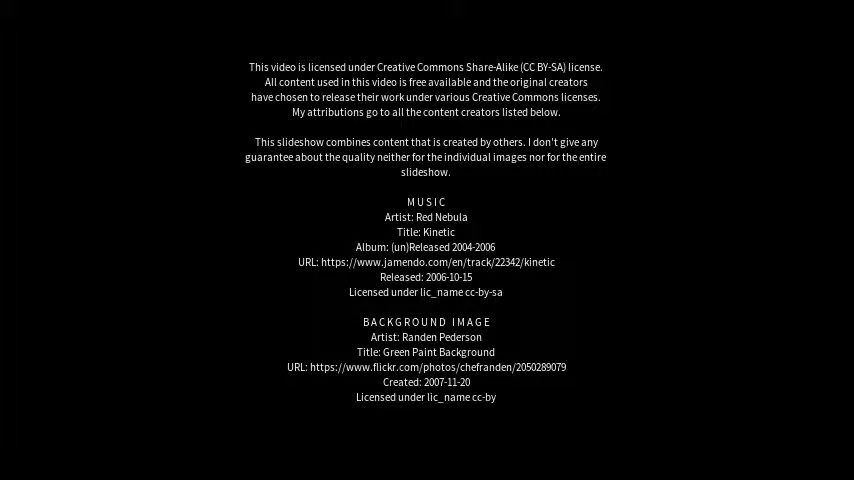 This video is licensed under Creative Commons Share-Alike (CC BY-SA) license.
All content used in this video is free available and the original creators
have chosen to release their work under various Creative Commons licenses.
My attributions go to all the content creators listed below.
This slideshow combines content that is created by others. I don't give any
guarantee about the quality neither for the individual images nor for the entire
slideshow.
MUSIC
Artist: Red Nebula
Title: Kinetic
Album: (un)Released 2004-2006
URL: https://www.jamendo.com/en/track/22342/kinetic
Released: 2006-10-15
Licensed under lic_name cc-by-sa
BACKGROUND IMAGE
Artist: Randen Pederson
Title: Green Paint Background
URL: https://www.flickr.com/photos/chefranden/2050289079
Created: 2007-11-20
Licensed under lic_name cc-by